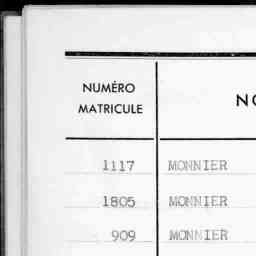 NUMÉRO
MATRICULE
1117 MONNIER
1805 MONNIER
909 MONNIER